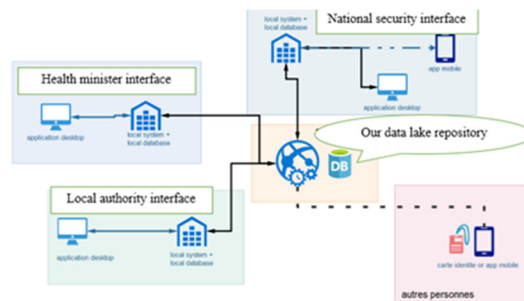 National security interface
local system +
local database
app mobile
application desktop
Health minister interface
application desktop
local system +
local database
Our data lake repository
DB
Local authority interface
application desktop
local system +
local database
carte identite or app mobile
autres personnes